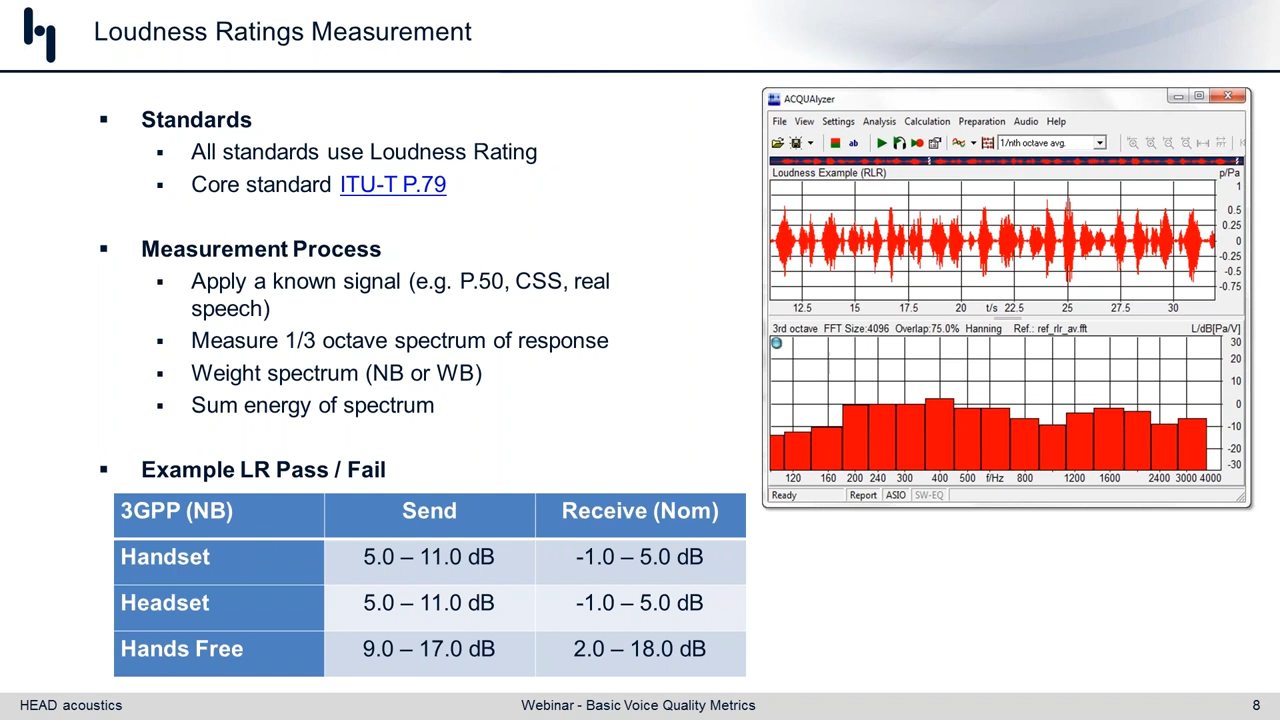 Loudness Ratings Measurement
Standards
All standards use Loudness Rating
Core standard ITU-T P.79
Measurement Process
Apply a known signal (e.g. P.50, CSS, real
speech)
Measure 1/3 octave spectrum of response
Weight spectrum (NB or WB)
Sum energy of spectrum
Example LR Pass / Fail
3GPP (NB) Send Receive (Nom)
Handset 5.0 – 11.0 dB -1.0 – 5.0 dB
Headset 5.0 – 11.0 dB -1.0 – 5.0 dB
Hands Free 9.0 – 17.0 dB 2.0 – 18.0 dB
ACQUAlyzer
File View Settings Analysis Calculation Preparation Audio Help
ab 1/nth octave avg.
Loudness Example (RLR) p/Pa
1
0.5
0.25
0
-0.25
-0.5
-0.75
12.5 15 17.5 20 t/s 22.5 25 27.5 30
3rd octave FFT Size:4096 Overlap:75.0% Hanning Ref.: ref_rlr_av.fft L/dB[Pa/V]
30
20
10
0
-10
-20
-30
120 160 200 240 300 400 500 f/Hz 800 1200 1600 2400 3000 4000
Ready Report ASIO SW-EQ
HEAD acoustics Webinar - Basic Voice Quality Metrics 8